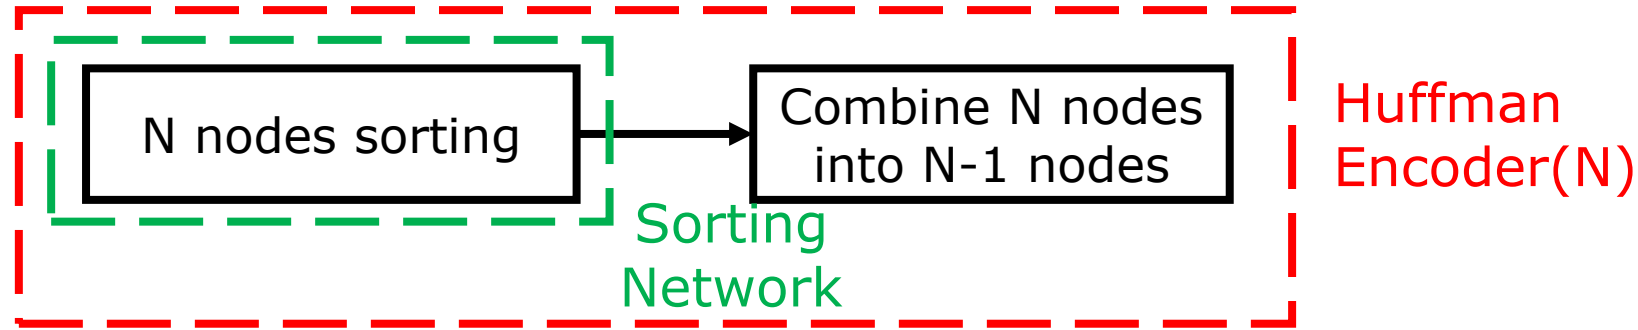 N nodes sorting
Combine N nodes
into N-1 nodes
Sorting
Network
Huffman
Encoder(N)